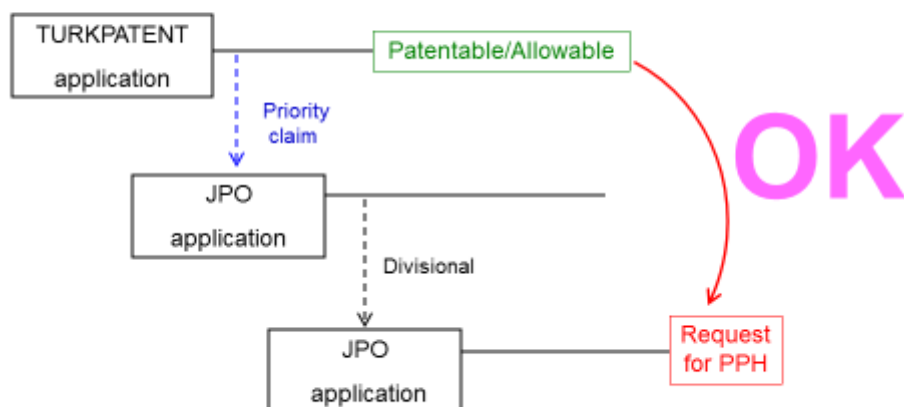 TURKPATENT
application
Patentable/Allowable
Priority
claim
OK
JPO
application
Divisional
JPO
application
Request
for PPH